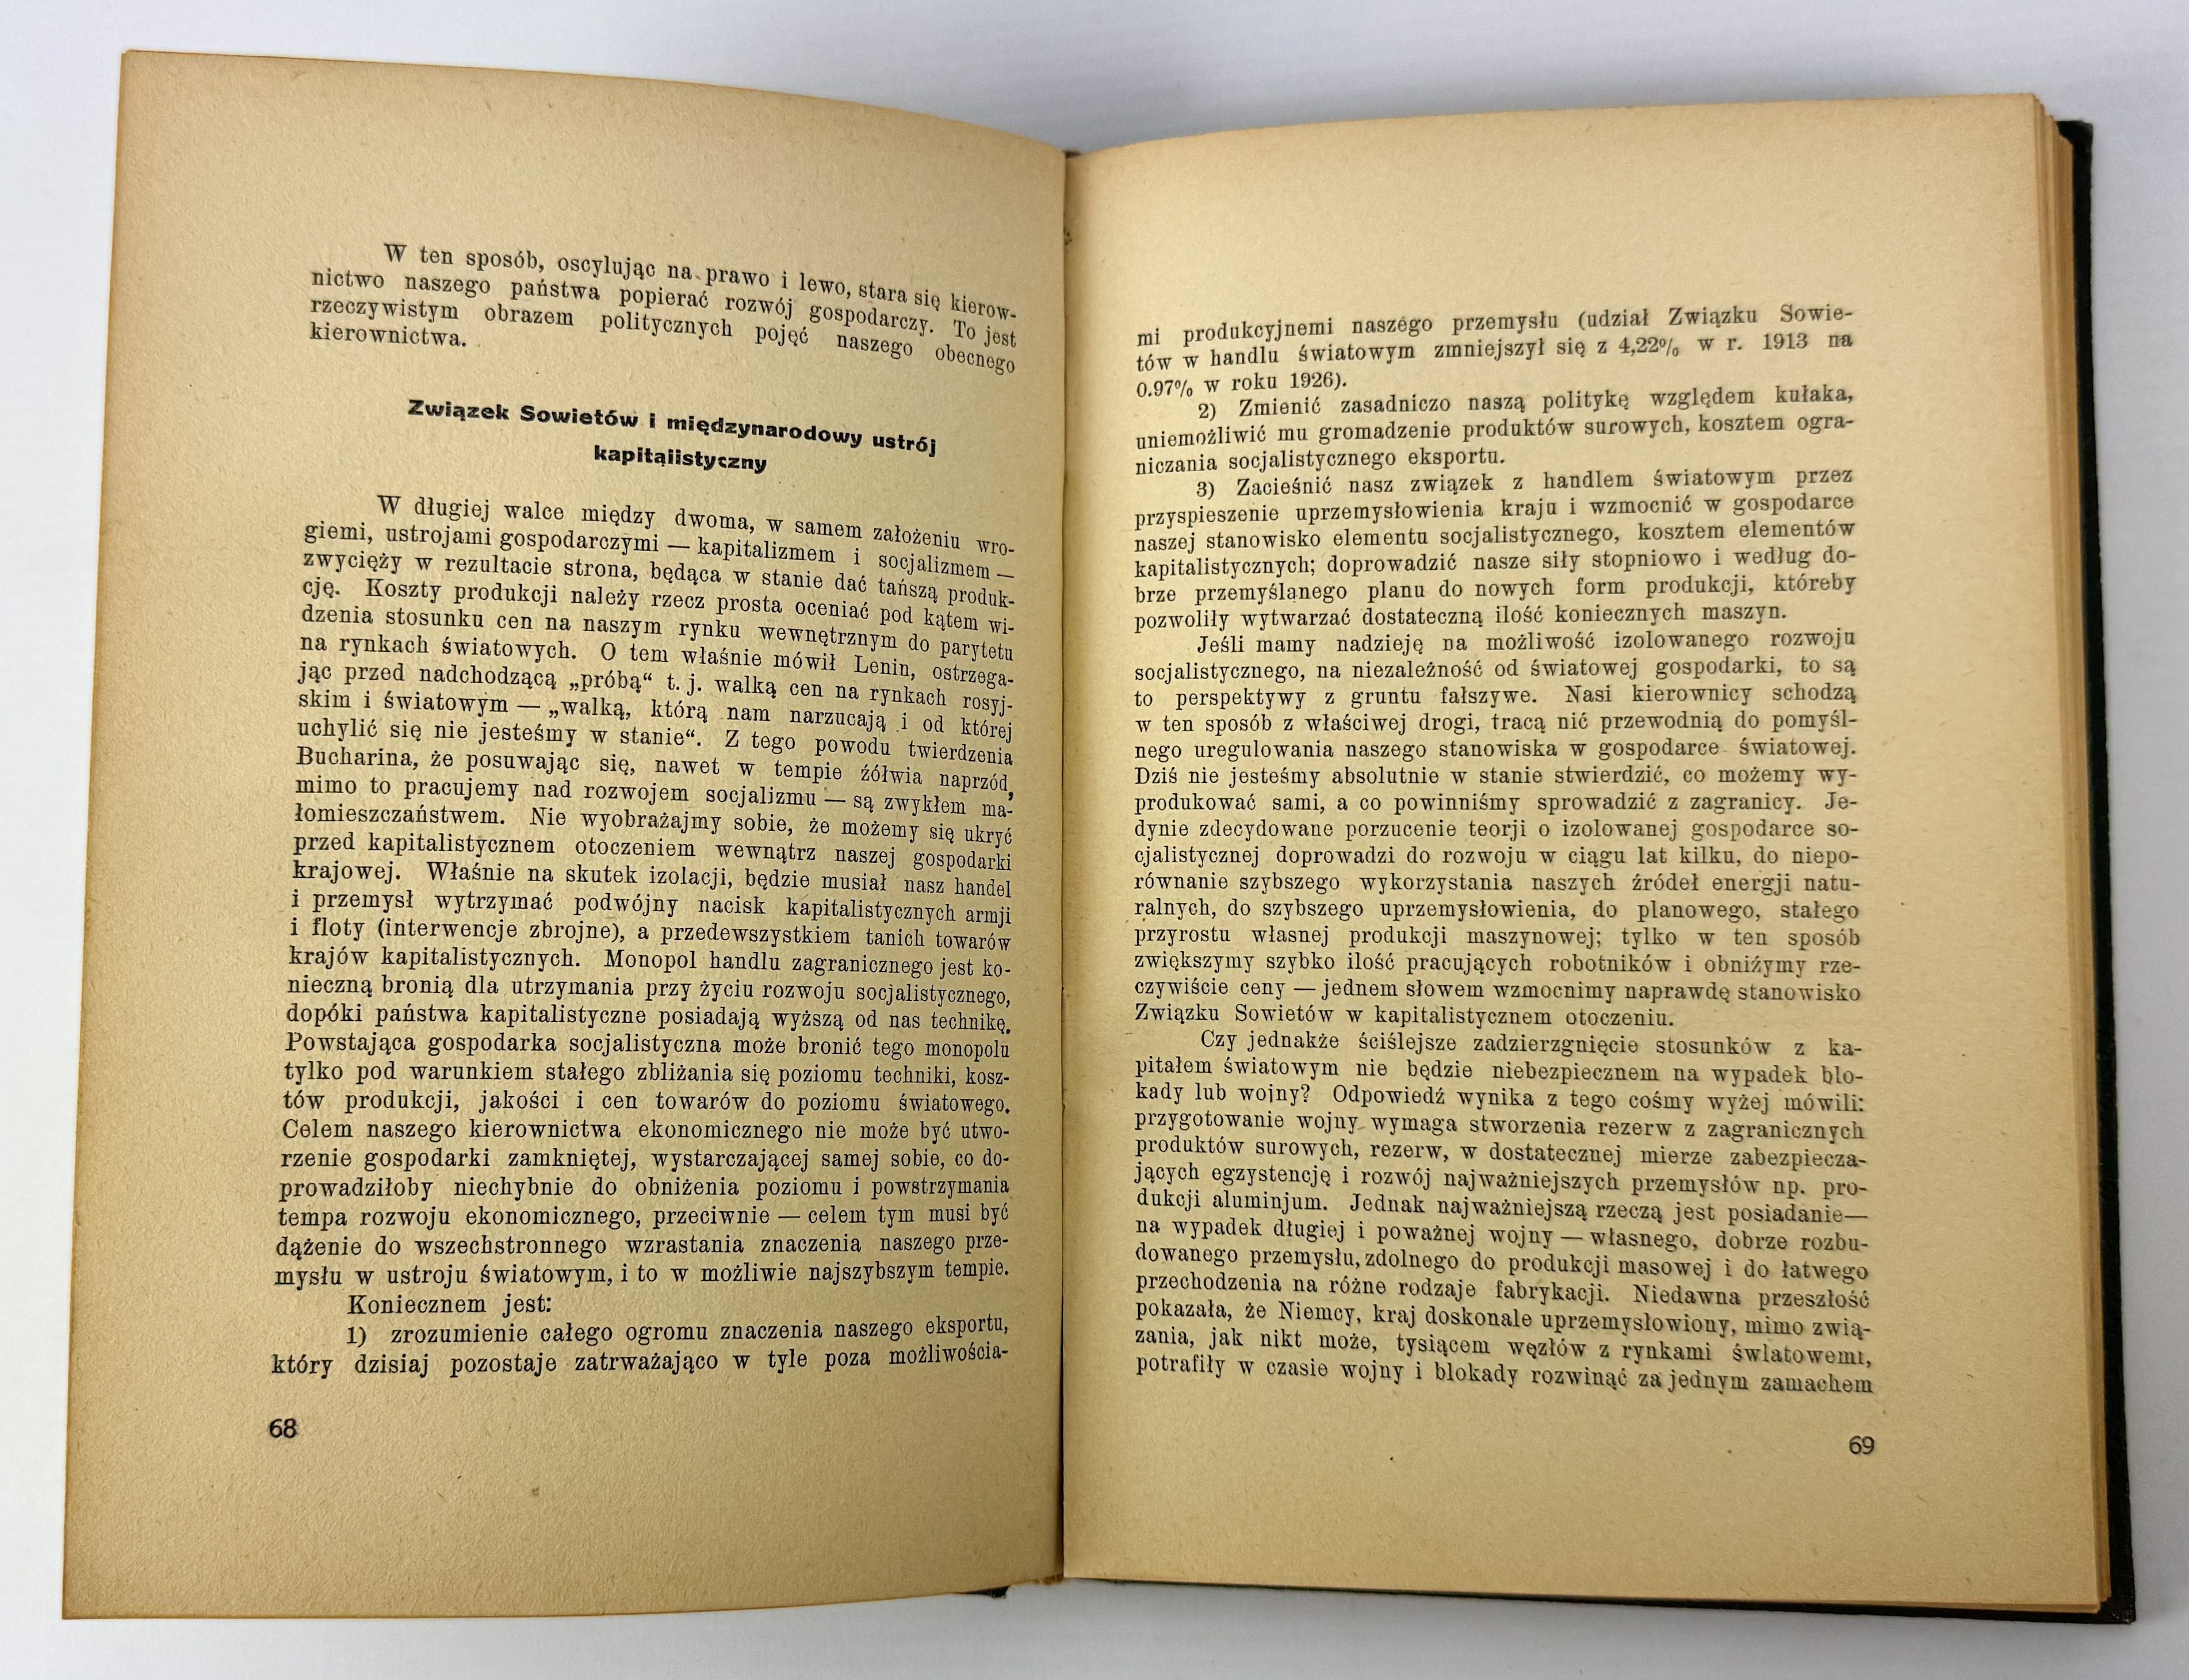 W ten sposób, oscylując na prawo i lewo, stara się kierow-
nictwo naszego państwa popierać rozwój gospodarczy. To jest
rzeczywistym obrazem politycznych pojęć naszego obecnego
kierownictwa.
Związek Sowietów i międzynarodowy ustrój
kapitalistyczny
W długiej walce między dwoma, w samem założeniu wro-
giemi, ustrojami gospodarczymi — kapitalizmem i socjalizmem —
zwycięży w rezultacie strona, będąca w stanie dać tańszą produk-
cję. Koszty produkcji należy rzecz prosta oceniać pod kątem wi-
dzenia stosunku cen na naszym rynku wewnętrznym do parytetu
na rynkach światowych. O tem właśnie mówił Lenin, ostrzega-
jąc przed nadchodzącą „próbą“ t. j. walką cen na rynkach rosyj-
skim i światowym — „walką, którą nam narzucają i od której
uchylić się nie jesteśmy w stanie“. Z tego powodu twierdzenia
Bucharina, że posuwając się, nawet w tempie żółwia naprzód,
mimo to pracujemy nad rozwojem socjalizmu — są zwykłem ma-
łomieszczaństwem. Nie wyobrażajmy sobie, że możemy się ukryć
przed kapitalistycznem otoczeniem wewnątrz naszej gospodarki
krajowej. Właśnie na skutek izolacji, będzie musiał nasz handel
i przemysł wytrzymać podwójny nacisk kapitalistycznych armji
i floty (interwencje zbrojne), a przedewszystkiem tanich towarów
krajów kapitalistycznych. Monopol handlu zagranicznego jest ko-
nieczną bronią dla utrzymania przy życiu rozwoju socjalistycznego,
dopóki państwa kapitalistyczne posiadają wyższą od nas technikę.
Powstająca gospodarka socjalistyczna może bronić tego monopolu
tylko pod warunkiem stałego zbliżania się poziomu techniki, kosz-
tów produkcji, jakości i cen towarów do poziomu światowego.
Celem naszego kierownictwa ekonomicznego nie może być utwo-
rzenie gospodarki zamkniętej, wystarczającej samej sobie, co do-
prowadziłoby niechybnie do obniżenia poziomu i powstrzymania
tempa rozwoju ekonomicznego, przeciwnie — celem tym musi być
dążenie do wszechstronnego wzrastania znaczenia naszego prze-
mysłu w ustroju światowym, i to w możliwie najszybszym tempie.
Koniecznem jest:
1) zrozumienie całego ogromu znaczenia naszego eksportu,
który dzisiaj pozostaje zatrważająco w tyle poza możliwościa-
68
mi produkcyjnemi naszego przemysłu (udział Związku Sowie-
tów w handlu światowym zmniejszył się z 4,22% w r. 1913 na
0.97% w roku 1926).
2) Zmienić zasadniczo naszą politykę względem kułaka,
uniemożliwić mu gromadzenie produktów surowych, kosztem ogra-
niczania socjalistycznego eksportu.
3) Zacieśnić nasz związek z handlem światowym przez
przyspieszenie uprzemysłowienia kraju i wzmocnić w gospodarce
naszej stanowisko elementu socjalistycznego, kosztem elementów
kapitalistycznych; doprowadzić nasze siły stopniowo i według do-
brze przemyślanego planu do nowych form produkcji, któreby
pozwoliły wytwarzać dostateczną ilość koniecznych maszyn.
Jeśli mamy nadzieję na możliwość izolowanego rozwoju
socjalistycznego, na niezależność od światowej gospodarki, to są
to perspektywy z gruntu fałszywe. Nasi kierownicy schodzą
w ten sposób z właściwej drogi, tracą nić przewodnią do pomyśl-
nego uregulowania naszego stanowiska w gospodarce światowej.
Dziś nie jesteśmy absolutnie w stanie stwierdzić, co możemy wy-
produkować sami, a co powinniśmy sprowadzić z zagranicy. Je-
dynie zdecydowane porzucenie teorji o izolowanej gospodarce so-
cjalistycznej doprowadzi do rozwoju w ciągu lat kilku, do niepo-
równanie szybszego wykorzystania naszych źródeł energji natu-
ralnych, do szybszego uprzemysłowienia, do planowego, stałego
przyrostu własnej produkcji maszynowej; tylko w ten sposób
zwiększymy szybko ilość pracujących robotników i obniżymy rze-
czywiście ceny — jednem słowem wzmocnimy naprawdę stanowisko
Związku Sowietów w kapitalistycznem otoczeniu.
Czy jednakże ściślejsze zadzierzgnięcie stosunków z ka-
pitałem światowym nie będzie niebezpiecznem na wypadek blo-
kady lub wojny? Odpowiedź wynika z tego cośmy wyżej mówili:
przygotowanie wojny wymaga stworzenia rezerw z zagranicznych
produktów surowych, rezerw, w dostatecznej mierze zabezpiecza-
jących egzystencję i rozwój najważniejszych przemysłów np. pro-
dukcji aluminjum. Jednak najważniejszą rzeczą jest posiadanie—
na wypadek długiej i poważnej wojny — własnego, dobrze rozbu-
dowanego przemysłu, zdolnego do produkcji masowej i do łatwego
przechodzenia na różne rodzaje fabrykacji. Niedawna przeszłość
pokazała, że Niemcy, kraj doskonale uprzemysłowiony, mimo zwią-
zania, jak nikt może, tysiącem węzłów z rynkami światowemi,
potrafiły w czasie wojny i blokady rozwinąć za jednym zamachem
69